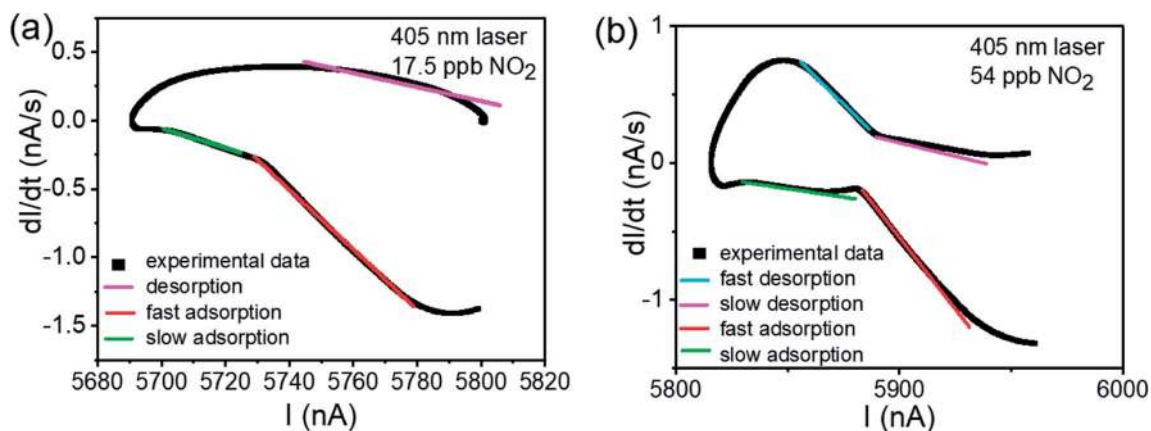 (a)
405 nm laser
17.5 ppb NO2
dI/dt (nA/s)
0.5
0.0
-0.5
-1.0
-1.5
experimental data
desorption
fast adsorption
slow adsorption
5680 5700 5720 5740 5760 5780 5800 5820
I (nA)
(b)
405 nm laser
54 ppb NO2
dI/dt (nA/s)
1
0
-1
experimental data
fast desorption
slow desorption
fast adsorption
slow adsorption
5800 5900 6000
I (nA)